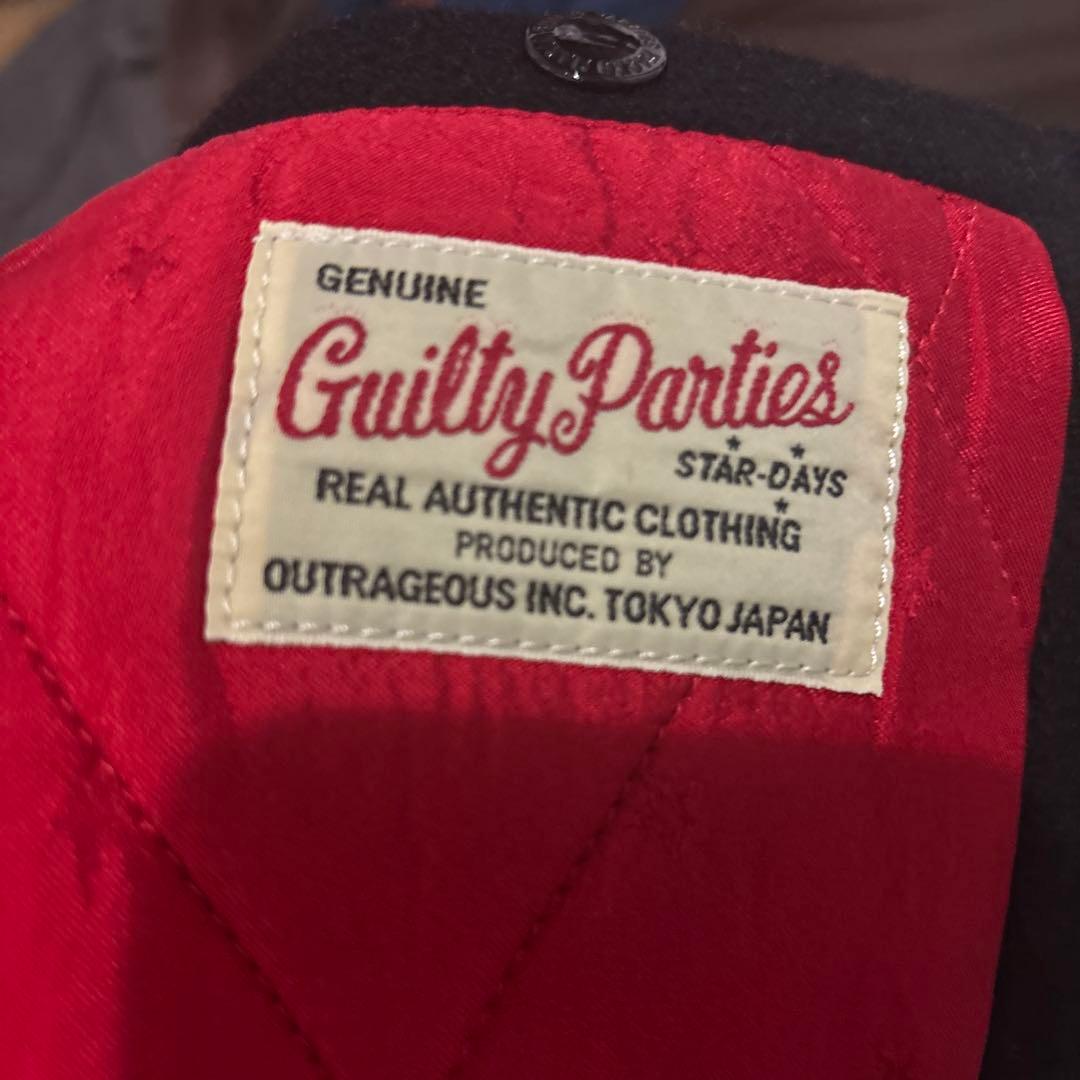 GENUINE
Guilty Parties
STAR-DAYS
REAL AUTHENTIC CLOTHING
PRODUCED BY
OUTRAGEOUS INC. TOKYO JAPAN